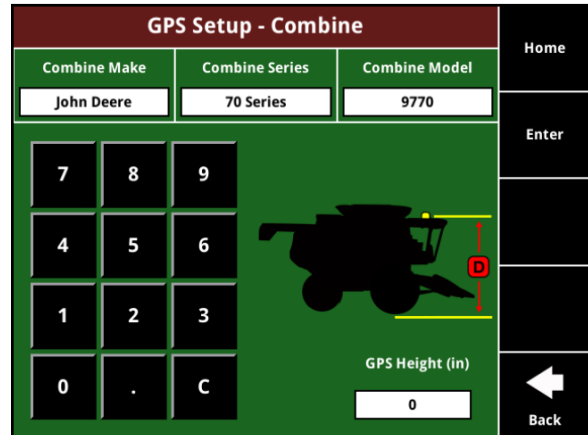 GPS Setup - Combine
Combine Make
Combine Series
Combine Model
John Deere
70 Series
9770
7
8
9
4
5
6
1
2
3
0
.
C
D
GPS Height (in)
0
Home
Enter
Back